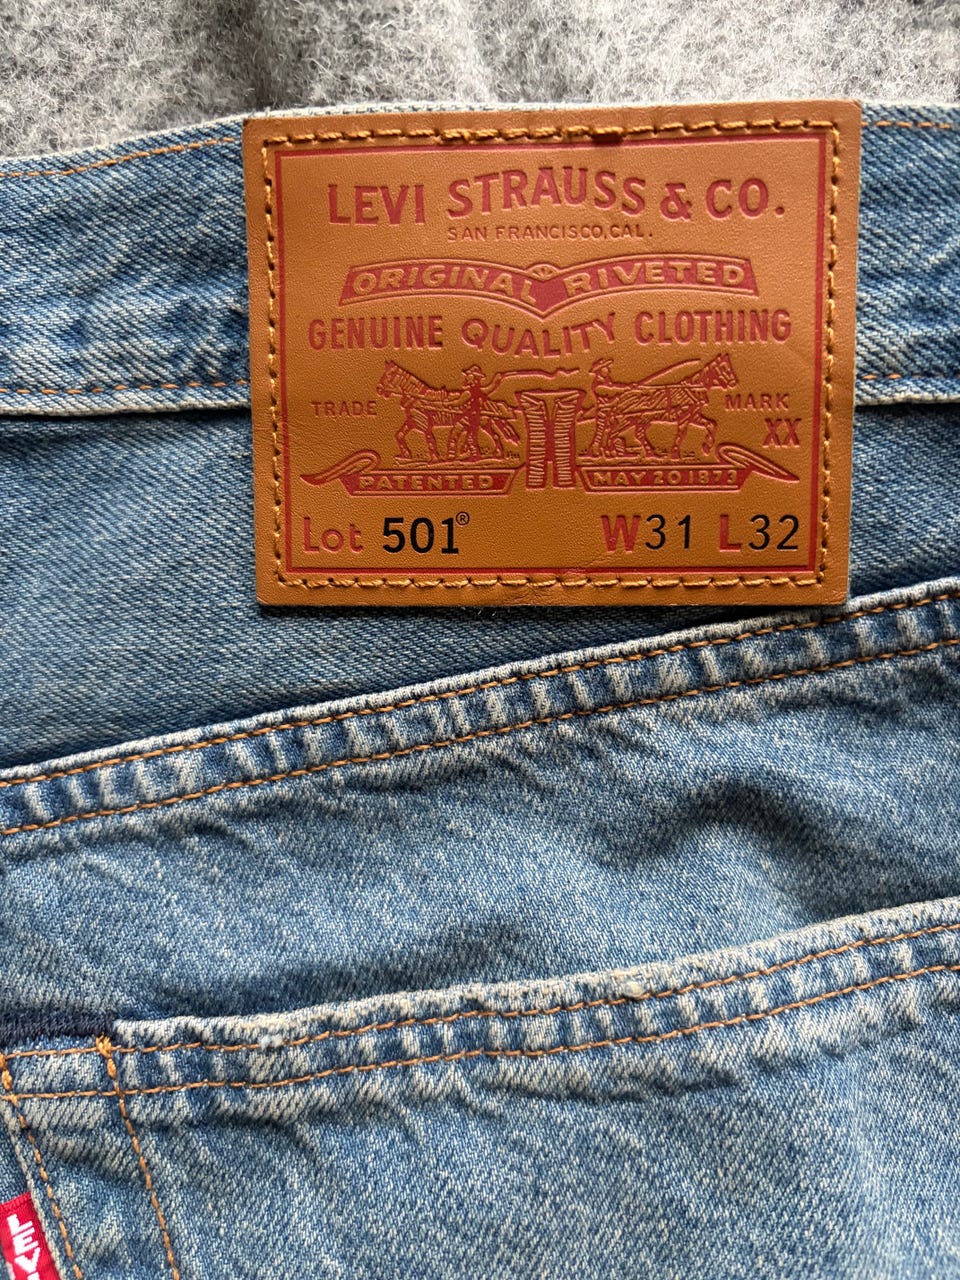 LEVI STRAUSS & CO.
SAN FRANCISCO, CAL.
ORIGINAL RIVETED
GENUINE QUALITY CLOTHING
TRADE MARK
XX
PATENTED MAY 20 1873
Lot 501® W31 L32
LEVI